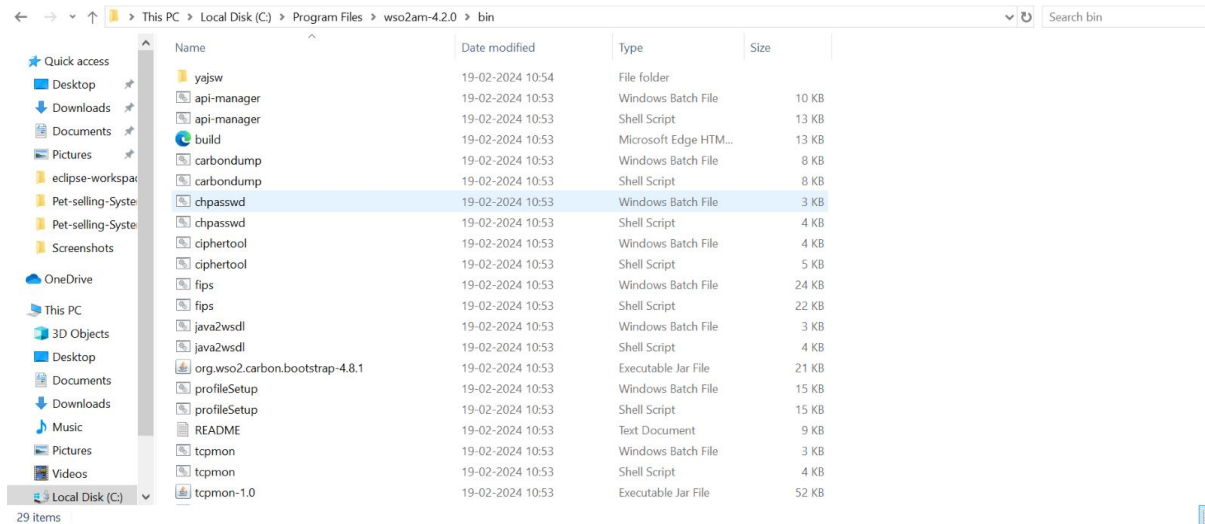 This PC > Local Disk (C:) > Program Files > wso2am-4.2.0 > bin
Search bin
Name Date modified Type Size
Quick access
Desktop
Downloads
Documents
Pictures
eclipse-workspac
Pet-selling-Syste
Pet-selling-Syste
Screenshots
OneDrive
This PC
3D Objects
Desktop
Documents
Downloads
Music
Pictures
Videos
Local Disk (C:)
yajsw 19-02-2024 10:54 File folder
api-manager 19-02-2024 10:53 Windows Batch File 10 KB
api-manager 19-02-2024 10:53 Shell Script 13 KB
build 19-02-2024 10:53 Microsoft Edge HTM... 13 KB
carbondump 19-02-2024 10:53 Windows Batch File 8 KB
carbondump 19-02-2024 10:53 Shell Script 8 KB
chpasswd 19-02-2024 10:53 Windows Batch File 3 KB
chpasswd 19-02-2024 10:53 Shell Script 4 KB
ciphertool 19-02-2024 10:53 Windows Batch File 4 KB
ciphertool 19-02-2024 10:53 Shell Script 5 KB
fips 19-02-2024 10:53 Windows Batch File 24 KB
fips 19-02-2024 10:53 Shell Script 22 KB
java2wsdl 19-02-2024 10:53 Windows Batch File 3 KB
java2wsdl 19-02-2024 10:53 Shell Script 4 KB
org.wso2.carbon.bootstrap-4.8.1 19-02-2024 10:53 Executable Jar File 21 KB
profileSetup 19-02-2024 10:53 Windows Batch File 15 KB
profileSetup 19-02-2024 10:53 Shell Script 15 KB
README 19-02-2024 10:53 Text Document 9 KB
tcpmon 19-02-2024 10:53 Windows Batch File 3 KB
tcpmon 19-02-2024 10:53 Shell Script 4 KB
tcpmon-1.0 19-02-2024 10:53 Executable Jar File 52 KB
29 items